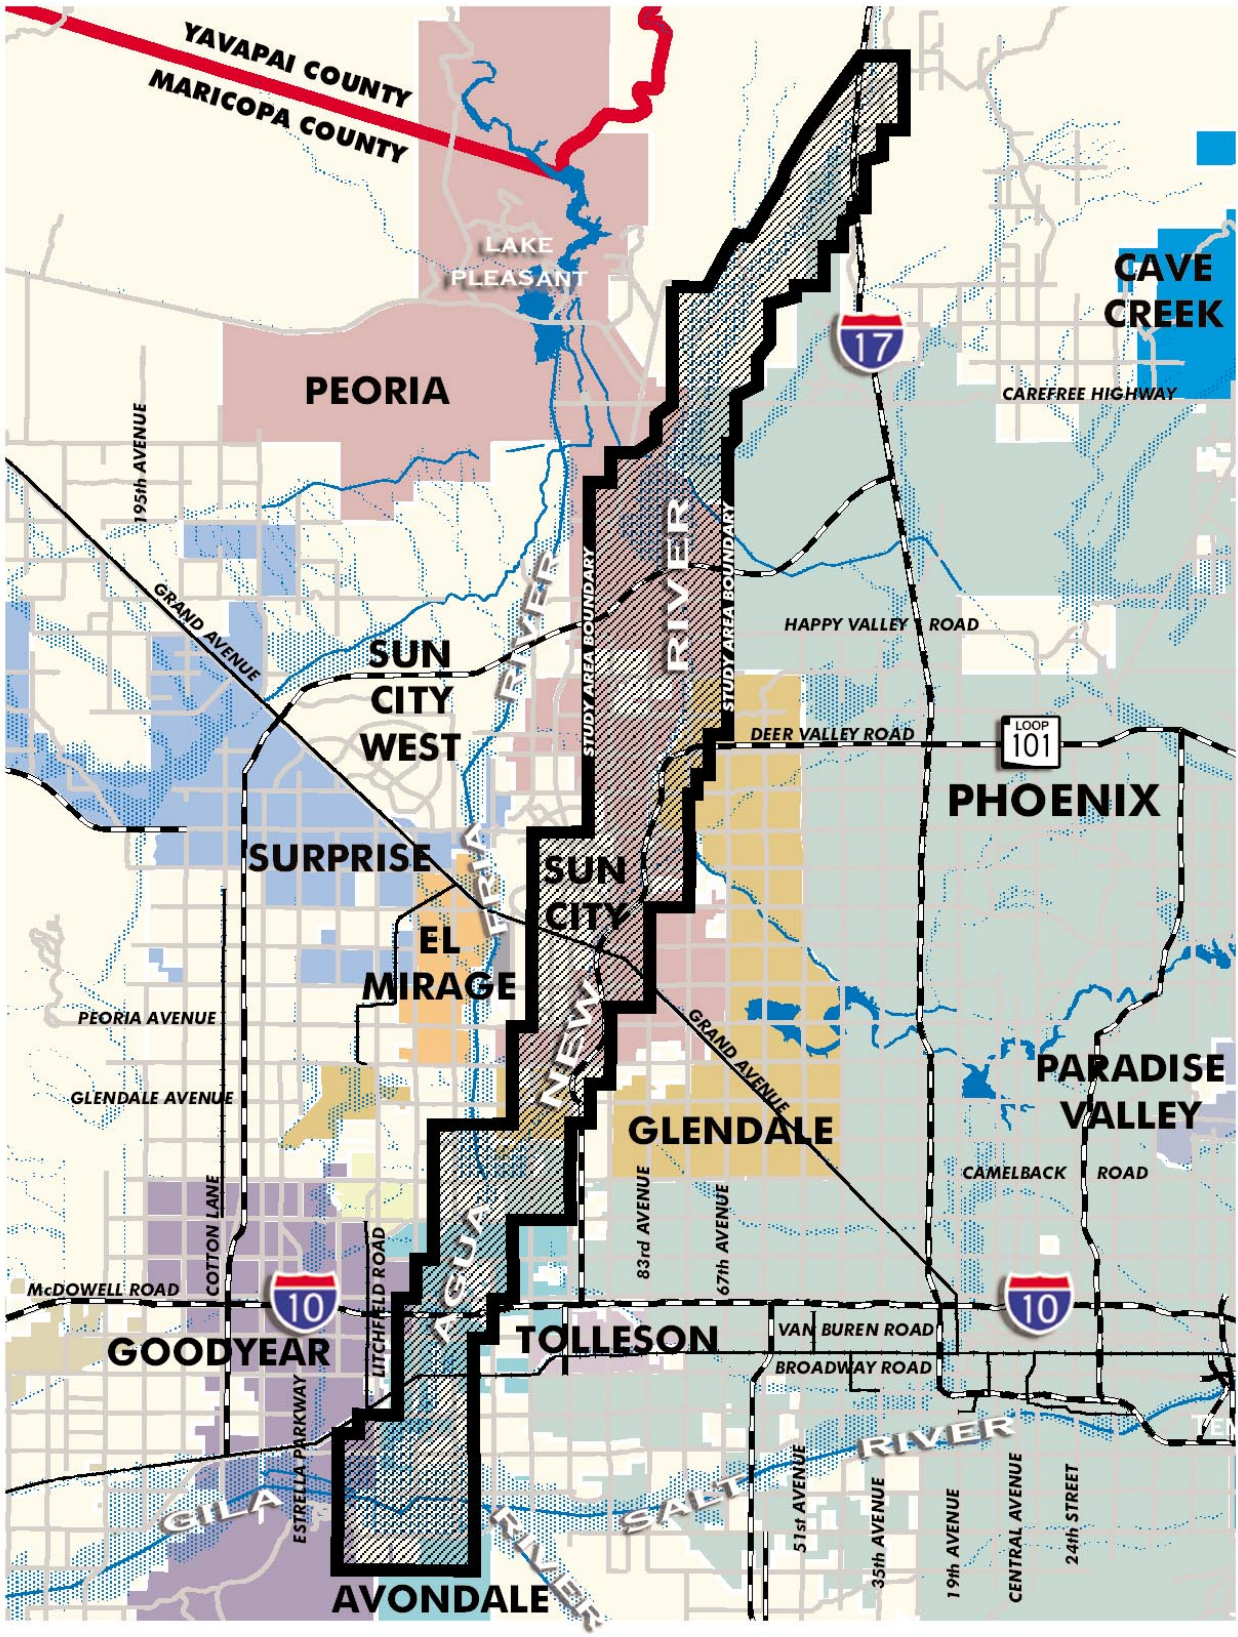 YAVAPAI COUNTY
MARICOPA COUNTY
LAKE
PLEASANT
CAVE
CREEK
17
PEORIA
CAREFREE HIGHWAY
195th AVENUE
RIVER
RIVER
STUDY AREA BOUNDARY
STUDY AREA BOUNDARY
GRAND AVENUE
HAPPY VALLEY ROAD
SUN
CITY
WEST
DEER VALLEY ROAD
LOOP
101
PHOENIX
SURPRISE
SUN
CITY
FRIA
EL
MIRAGE
NEW
PEORIA AVENUE
GRAND AVENUE
PARADISE
VALLEY
GLENDALE AVENUE
GLENDALE
CAMELBACK ROAD
COTTON LANE
LITCHFIELD ROAD
AGUA
83rd AVENUE
67th AVENUE
McDOWELL ROAD
10
10
GOODYEAR
TOLLESON
VAN BUREN ROAD
BROADWAY ROAD
ESTRELLA PARKWAY
TEM
GILA
RIVER
SALT
RIVER
51st AVENUE
35th AVENUE
19th AVENUE
CENTRAL AVENUE
24th STREET
AVONDALE